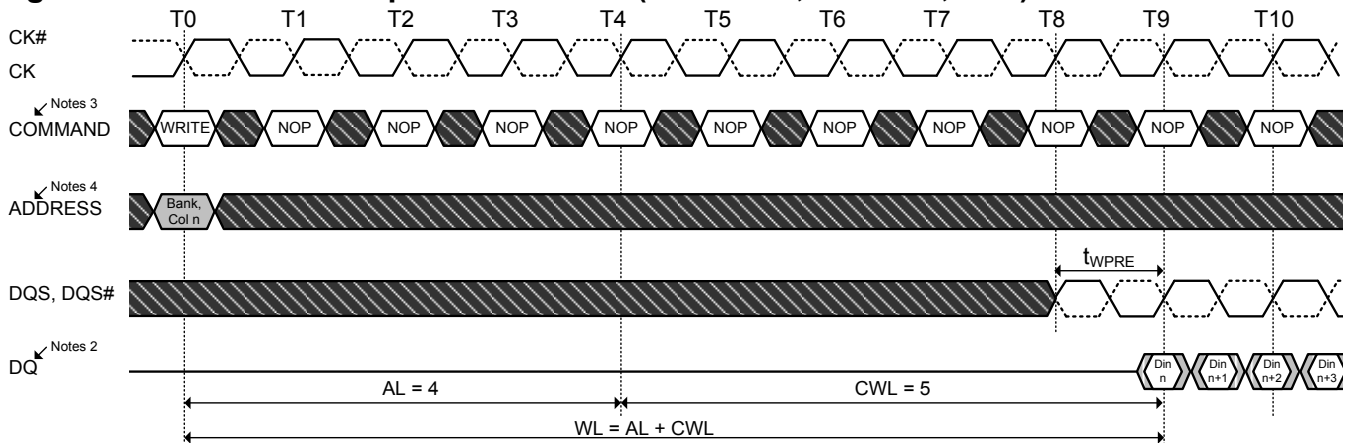 T0 T1 T2 T3 T4 T5 T6 T7 T8 T9 T10
CK#
CK
Notes 3
COMMAND WRITE NOP NOP NOP NOP NOP NOP NOP NOP NOP NOP
Notes 4
ADDRESS
Bank,
Col n
tWPRE
DQS, DQS#
Notes 2
DQ
Din n
Din n+1
Din n+2
Din n+3
AL = 4 CWL = 5
WL = AL + CWL